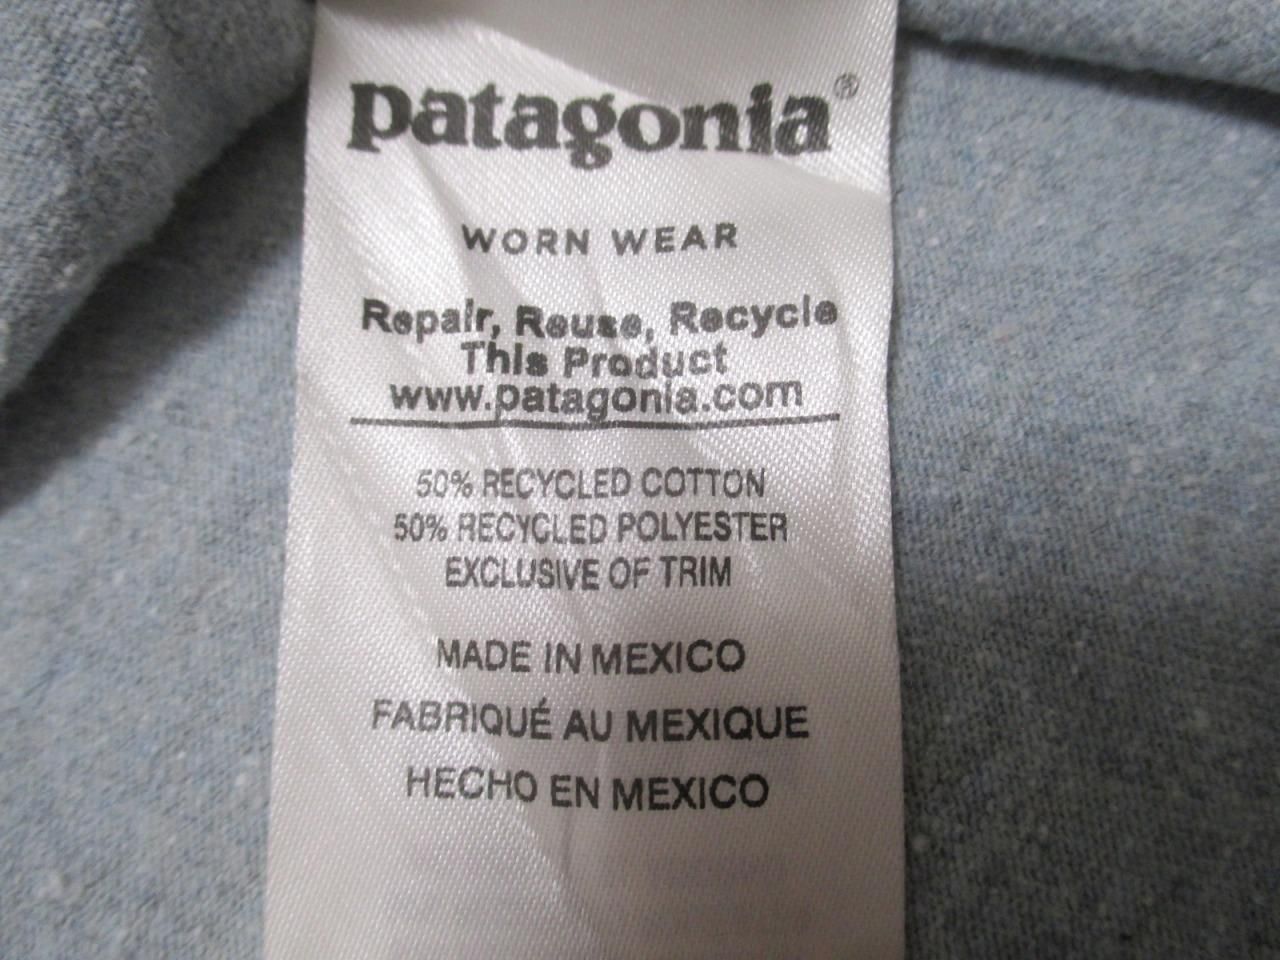 patagonia®
WORN WEAR
Repair, Reuse, Recycle
This Product
www.patagonia.com
50% RECYCLED COTTON
50% RECYCLED POLYESTER
EXCLUSIVE OF TRIM
MADE IN MEXICO
FABRIQUÉ AU MEXIQUE
HECHO EN MEXICO